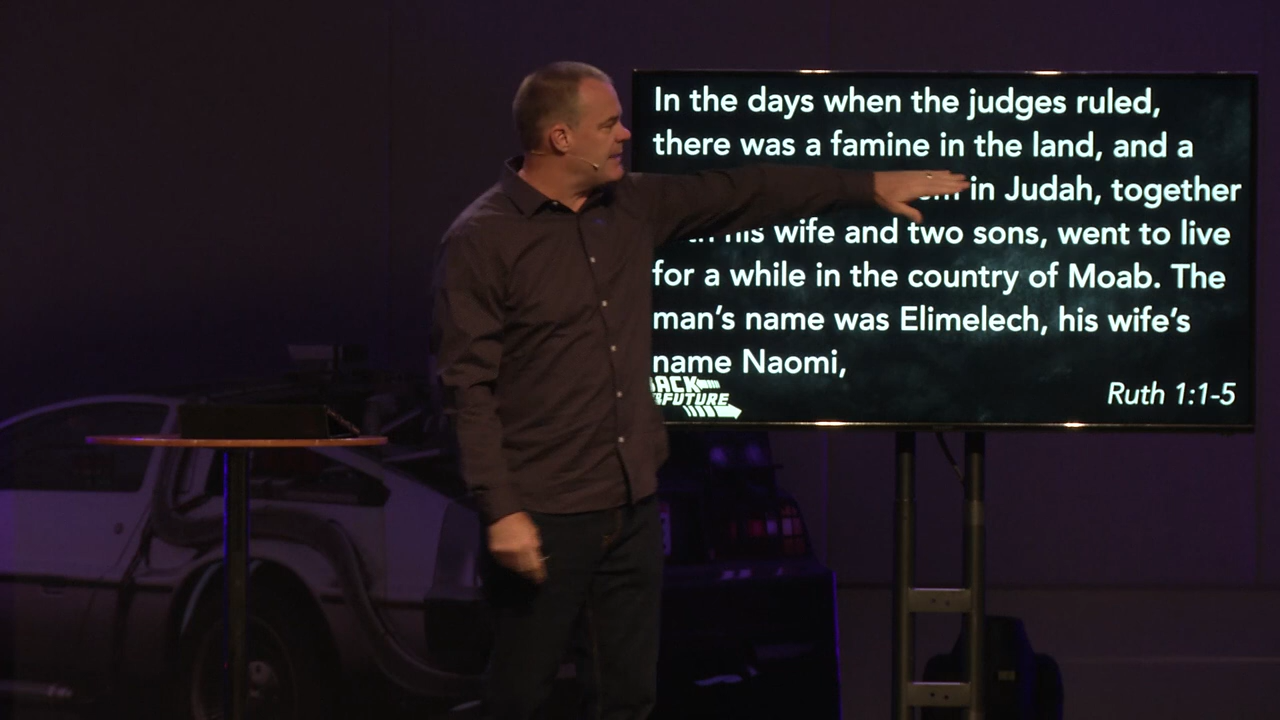 In the days when the judges ruled,
there was a famine in the land, and a
in Judah, together
his wife and two sons, went to live
for a while in the country of Moab. The
man's name was Elimelech, his wife's
name Naomi,
Ruth 1:1-5
FUTURE